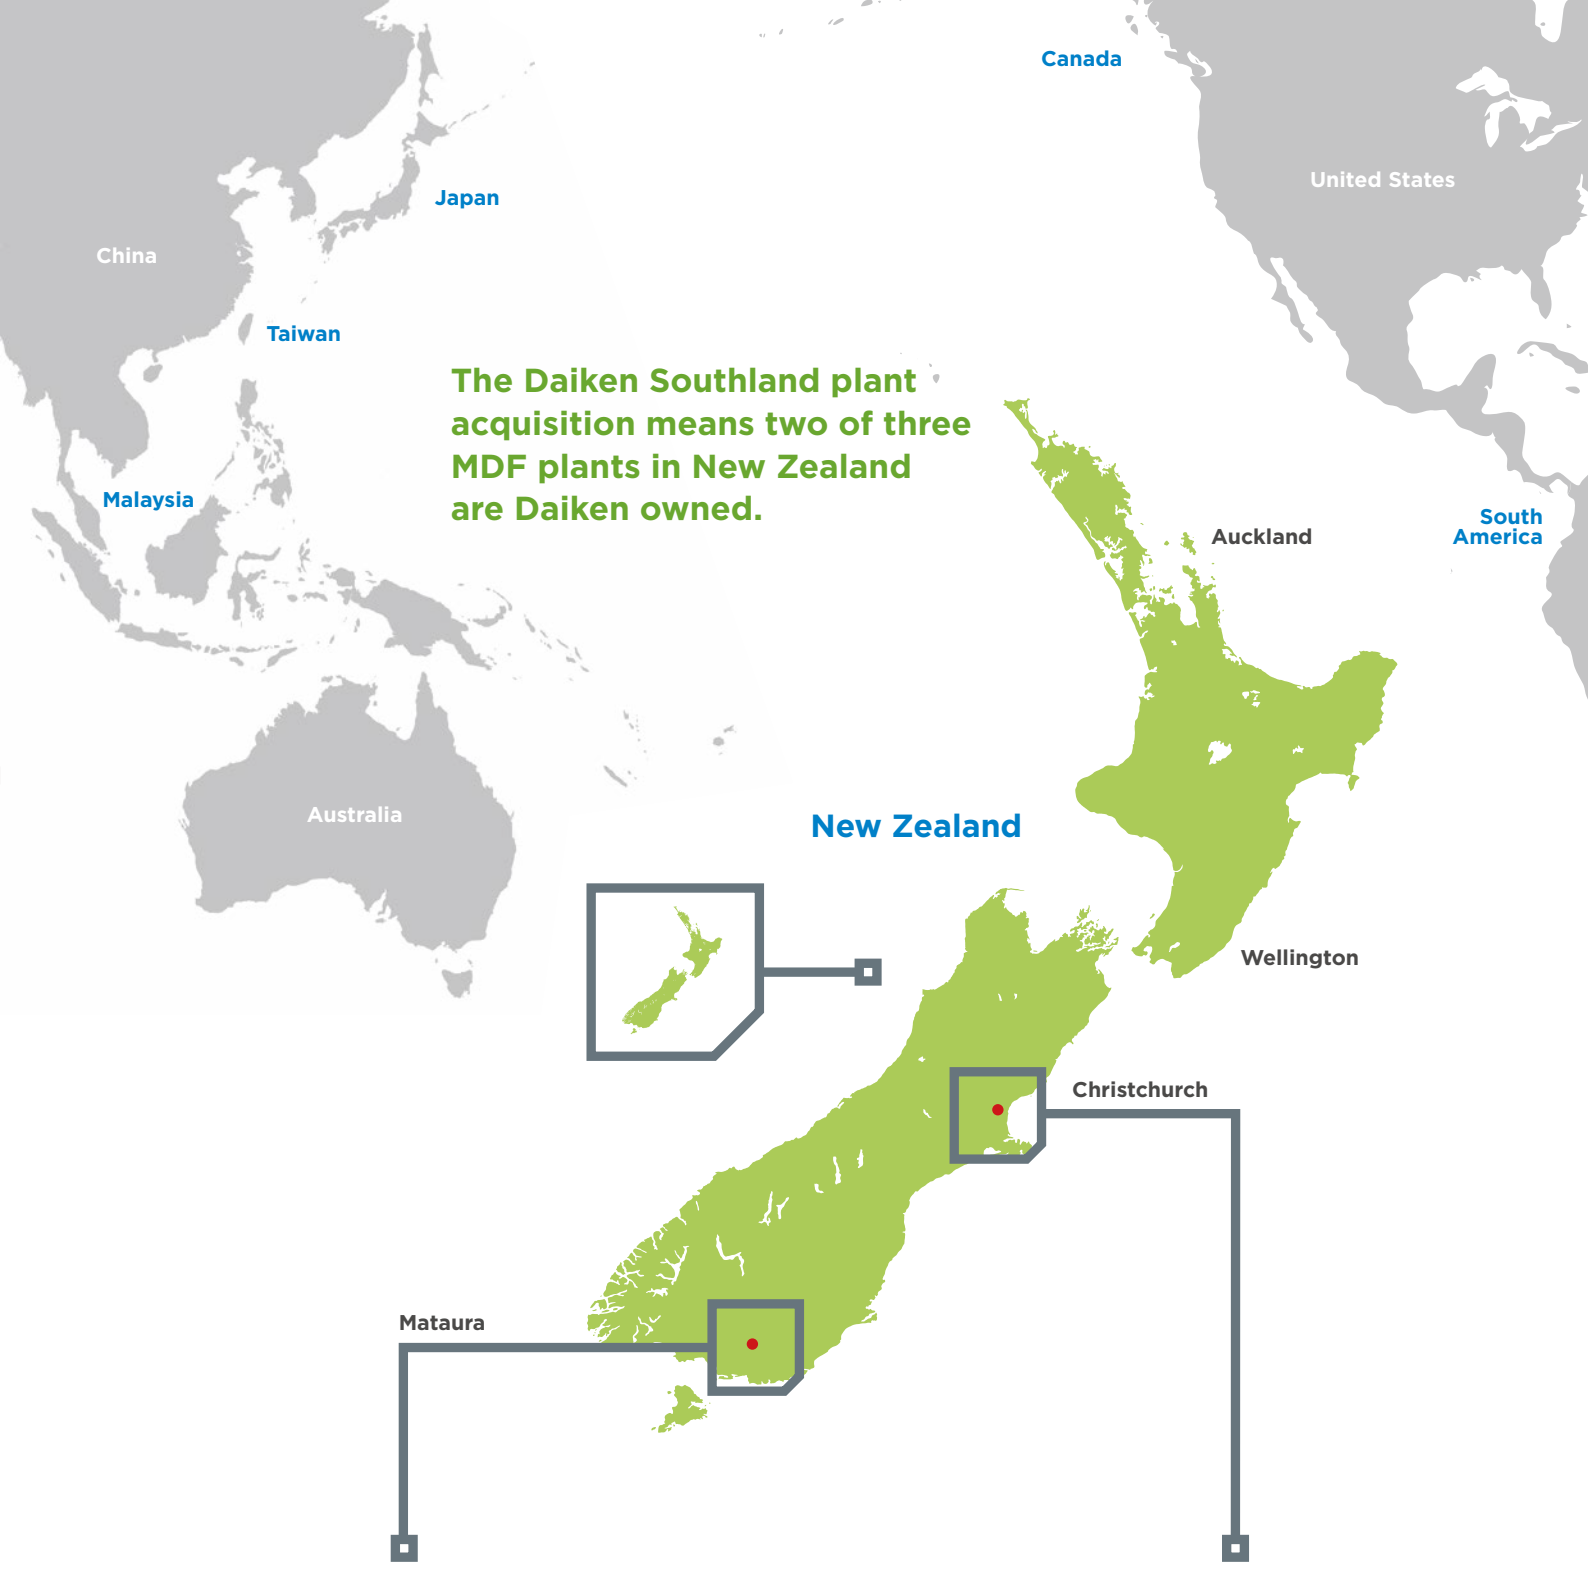 Canada
United States
Japan
China
Taiwan
The Daiken Southland plant
acquisition means two of three
MDF plants in New Zealand
are Daiken owned.
Malaysia
South
America
Auckland
Australia
New Zealand
Wellington
Christchurch
Mataura